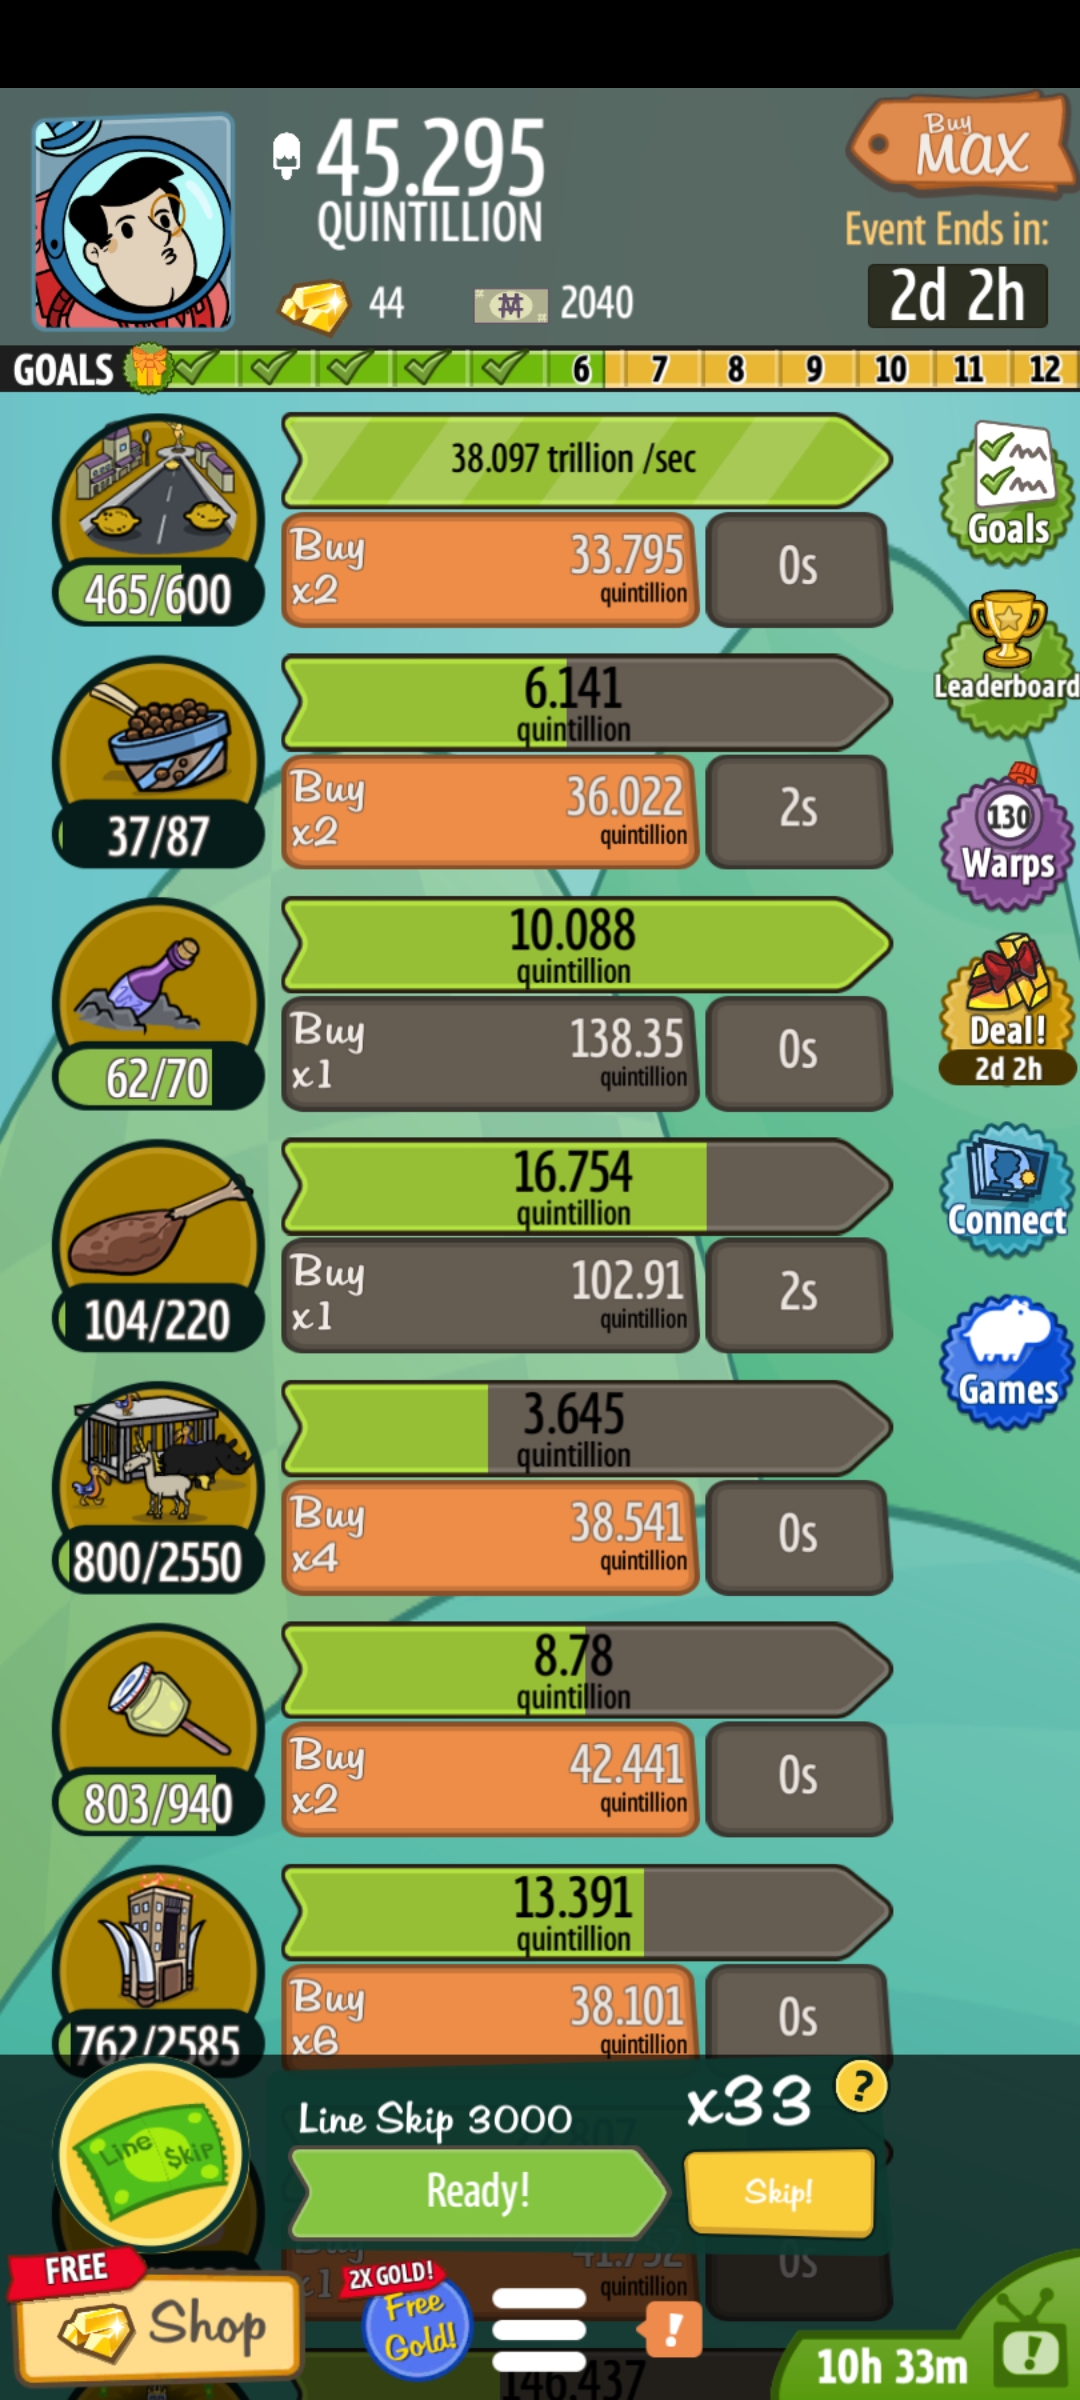 45.295
QUINTILLION
Buy
MAX
Event Ends in:
2d 2h
44
2040
GOALS
6
7
8
9
10
11
12
38.097 trillion /sec
Buy
x2
33.795
quintillion
0s
465/600
Goals
6.141
quintillion
Buy
x2
36.022
quintillion
2s
37/87
Leaderboard
130
Warps
10.088
quintillion
Buy
x1
138.35
quintillion
0s
62/70
Deal!
2d 2h
16.754
quintillion
Buy
x1
102.91
quintillion
2s
104/220
Connect
3.645
quintillion
Buy
x4
38.541
quintillion
0s
800/2550
Games
8.78
quintillion
Buy
x2
42.441
quintillion
0s
803/940
13.391
quintillion
Buy
x6
38.101
quintillion
0s
762/2585
Line Skip
Line Skip 3000
x33
?
Ready!
Skip!
41.752
quintillion
x1
0s
FREE
Shop
2X GOLD!
Free
Gold!
!
146.437
10h 33m
!